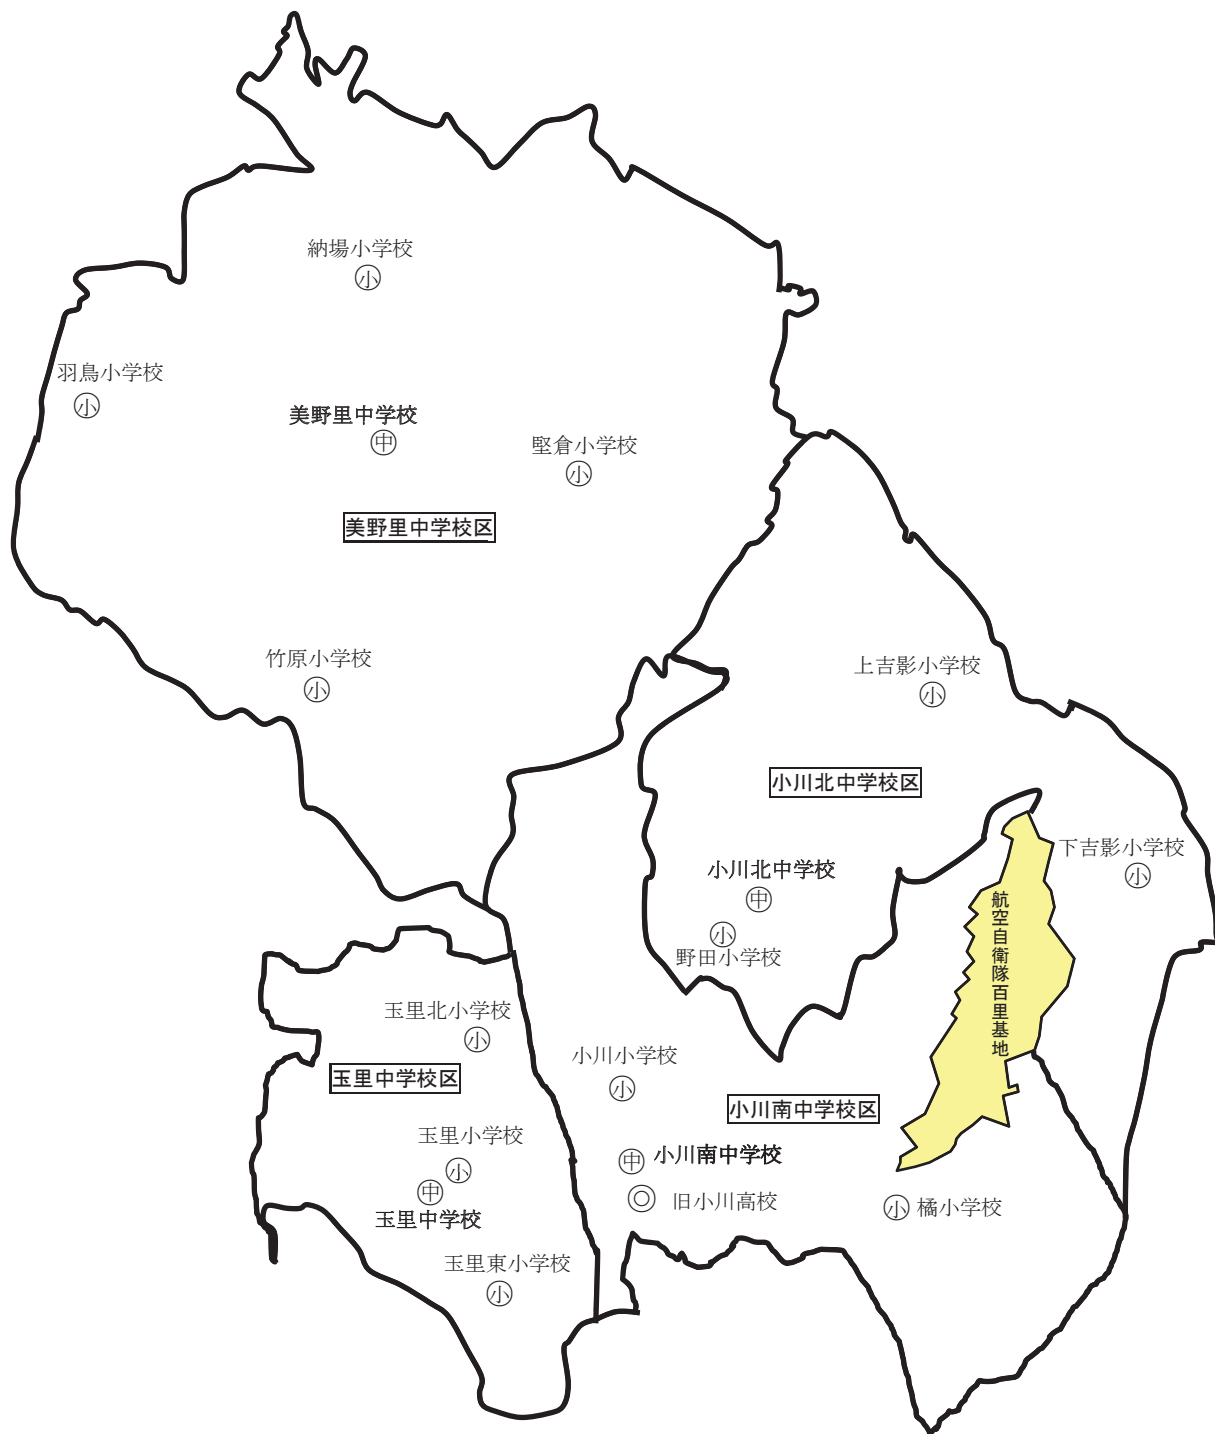 納場小学校
小
羽鳥小学校
小
美野里中学校
中
堅倉小学校
小
美野里中学校区
竹原小学校
小
上吉影小学校
小
小川北中学校区
下吉影小学校
小
小川北中学校
中
小
野田小学校
航空自衛隊百里基地
玉里北小学校
小
小川小学校
小
玉里中学校区
小川南中学校区
玉里小学校
小
中
玉里中学校
中 小川南中学校
旧小川高校
小 橘小学校
玉里東小学校
小